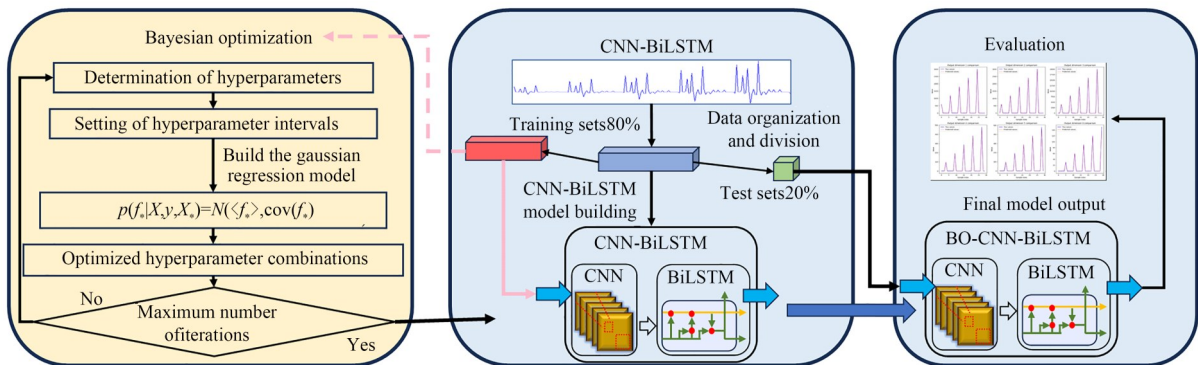 Bayesian optimization
Determination of hyperparameters
Setting of hyperparameter intervals
Build the gaussian
regression model
p(f*|X,y,X*)=N(<f*>,cov(f*)
Optimized hyperparameter combinations
No
Maximum number
ofiterations
Yes
CNN-BiLSTM
Training sets80%
Data organization
and division
Test sets20%
CNN-BiLSTM
model building
CNN-BiLSTM
CNN
BiLSTM
Evaluation
Final model output
BO-CNN-BiLSTM
CNN
BiLSTM